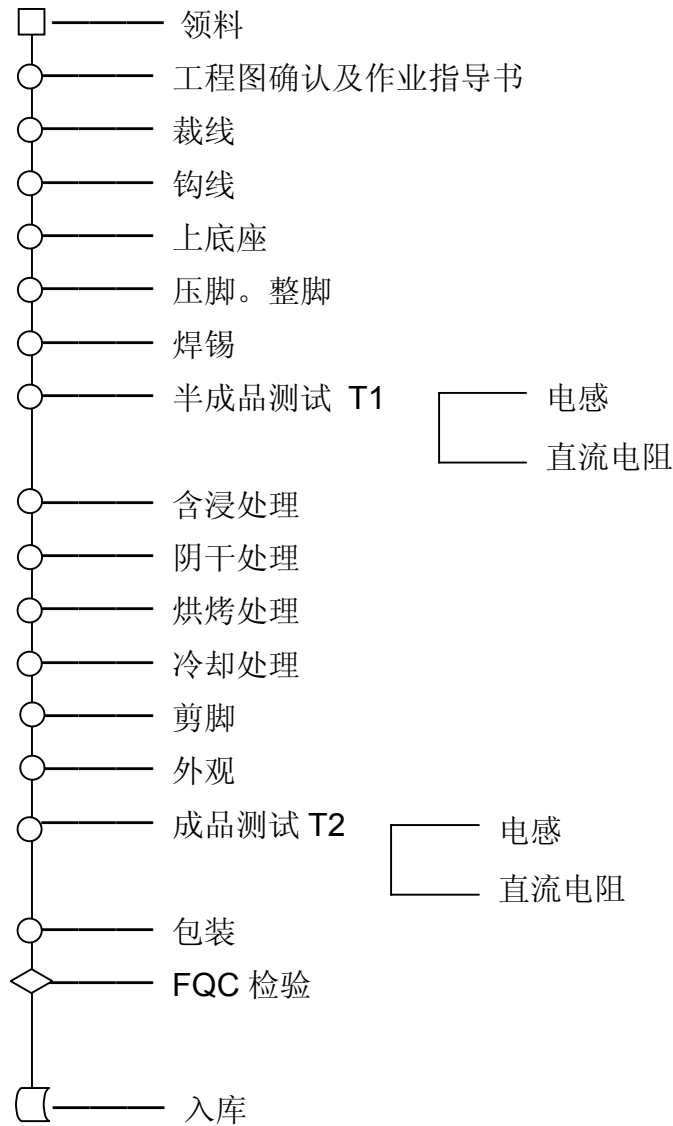 领料
工程图确认及作业指导书
裁线
钩线
上底座
压脚。整脚
焊锡
半成品测试 T1
电感
直流电阻
含浸处理
阴干处理
烘烤处理
冷却处理
剪脚
外观
成品测试 T2
电感
直流电阻
包装
FQC 检验
入库